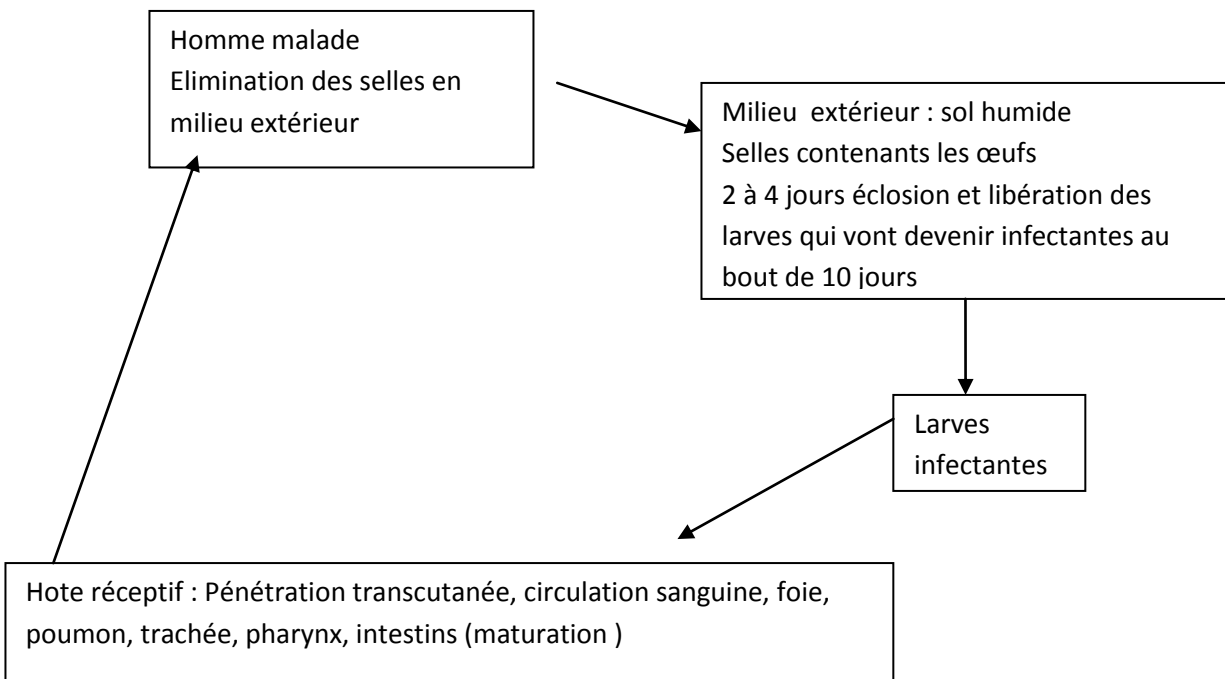 Homme malade
Elimination des selles en
milieu extérieur
Milieu extérieur : sol humide
Selles contenants les œufs
2 à 4 jours éclosion et libération des
larves qui vont devenir infectantes au
bout de 10 jours
Larves
infectantes
Hote réceptif : Pénétration transcutanée, circulation sanguine, foie,
poumon, trachée, pharynx, intestins (maturation )